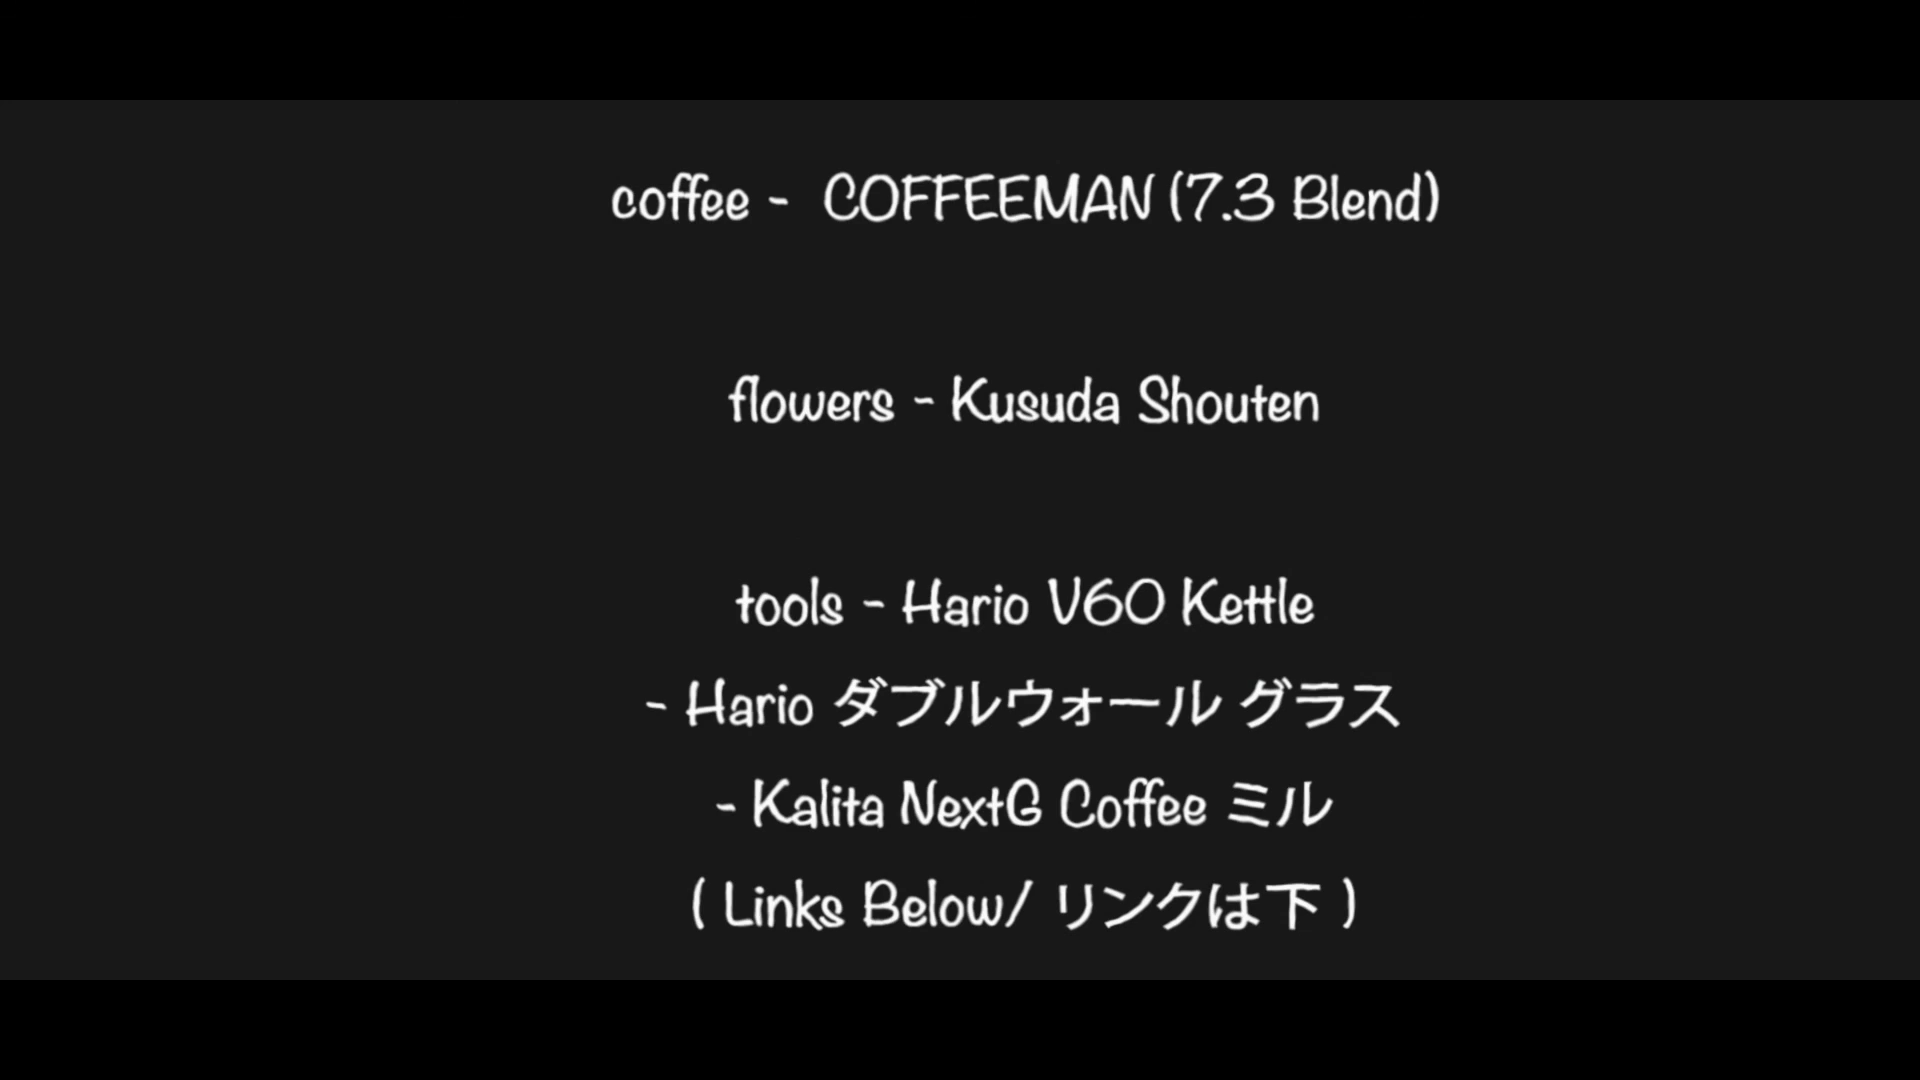 coffee - COFFEEMAN (7.3 Blend)
flowers - Kusuda Shouten
tools - Hario V60 Kettle
- Hario ダブルウォール グラス
- Kalita NextG Coffee ミル
( Links Below/ リンクは下 )